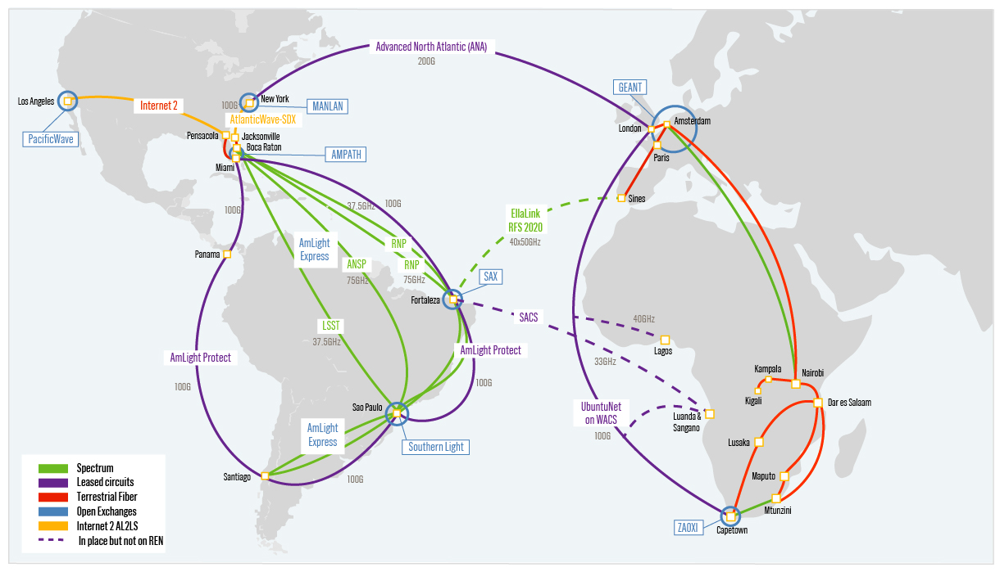 Advanced North Atlantic (ANA)
200G
GEANT
Los Angeles
Internet 2
100G
New York
MANLAN
AtlanticWave-SDX
PacificWave
Pensacola
Jacksonville
Boca Raton
AMPATH
Miami
London
Amsterdam
Paris
Sines
100G
37.5GHz
100G
EllaLink
RFS 2020
40x50GHz
Panama
AmLight
Express
RNP
ANSP
75GHz
RNP
75GHz
SAX
Fortaleza
SACS
40GHz
Lagos
LSST
37.5GHz
AmLight Protect
100G
AmLight Protect
100G
33GHz
Kampala
Nairobi
Kigali
Dar es Salaam
Sao Paulo
UbuntuNet
on WACS
100G
Luanda &
Sangano
AmLight
Express
Southern Light
Lusaka
Santiago
100G
Maputo
Mtunzini
ZAOXI
Capetown
Spectrum
Leased circuits
Terrestrial Fiber
Open Exchanges
Internet 2 AL2LS
In place but not on REN